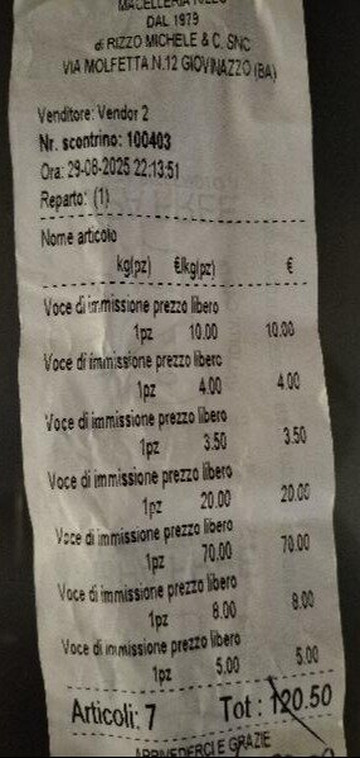 MACELLERIA RIZZO
DAL 1979
di RIZZO MICHELE & C. SNC
VIA MOLFETTA N.12 GIOVINAZZO (BA)
Venditore: Vendor 2
Nr. scontrino: 100403
Ora: 29-08-2025 22:13:51
Reparto: (1)
Nome articolo
kg(pz) €/kg(pz) €
Voce di immissione prezzo libero
1pz 10.00 10.00
Voce di immissione prezzo libero
1pz 4.00 4.00
Voce di immissione prezzo libero
1pz 3.50 3.50
Voce di immissione prezzo libero
1pz 20.00 20.00
Voce di immissione prezzo libero
1pz 70.00 70.00
Voce di immissione prezzo libero
1pz 8.00 8.00
Voce di immissione prezzo libero
1pz 5.00 5.00
Articoli: 7 Tot : 120.50
ARRIVEDERCI E GRAZIE